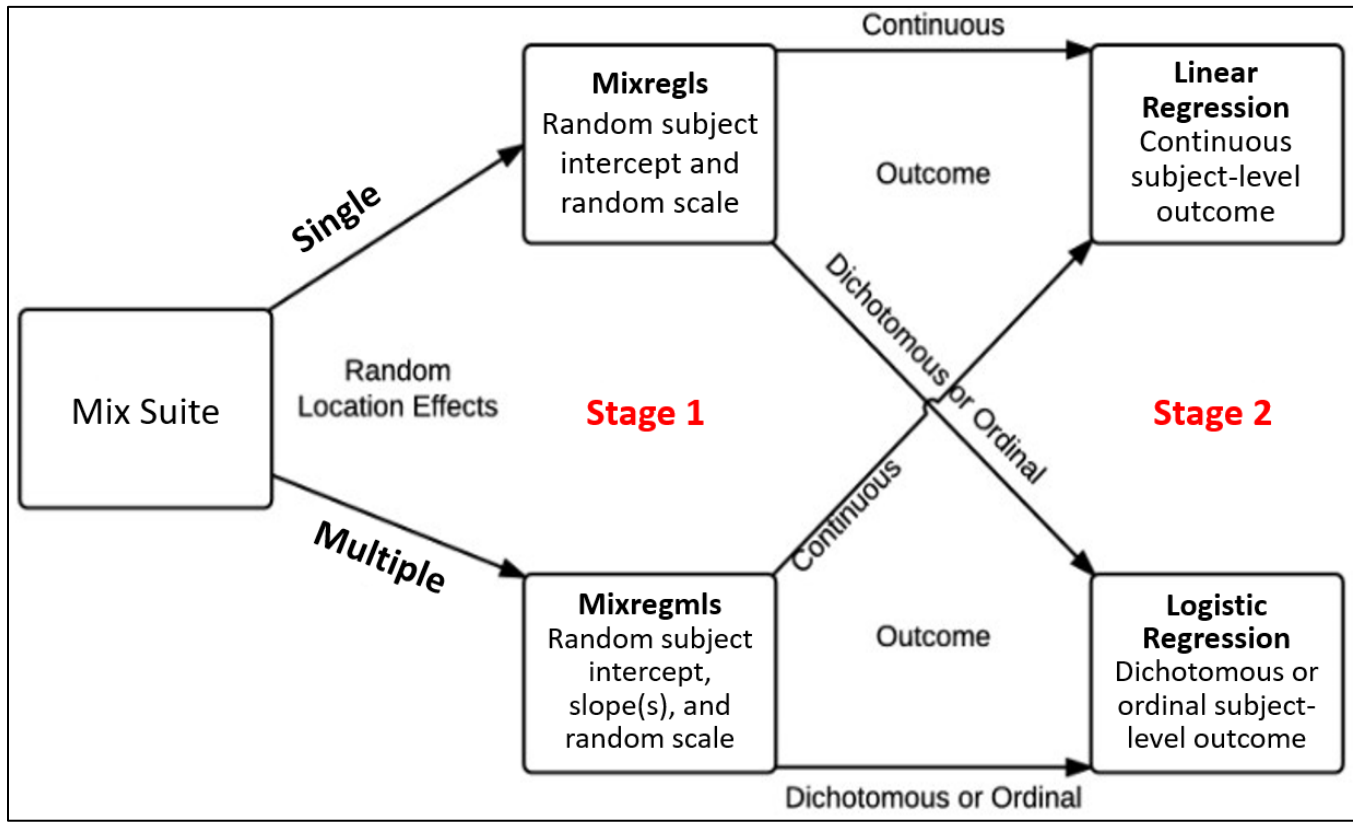 Mix Suite
Single
Random
Location Effects
Multiple
Mixregls
Random subject
intercept and
random scale
Stage 1
Mixregmls
Random subject
intercept,
slope(s), and
random scale
Continuous
Outcome
Dichotomous or Ordinal
Continuous
Outcome
Dichotomous or Ordinal
Linear
Regression
Continuous
subject-level
outcome
Stage 2
Logistic
Regression
Dichotomous or
ordinal subject-
level outcome